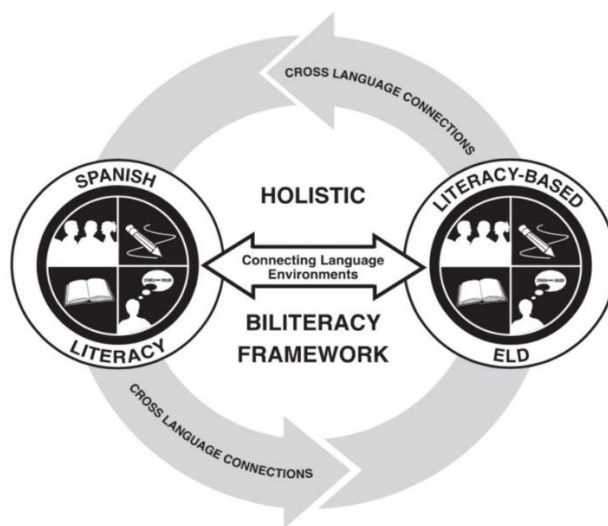 CROSS LANGUAGE CONNECTIONS
SPANISH
LITERACY
HOLISTIC
Connecting Language
Environments
BILITERACY
FRAMEWORK
LITERACY-BASED
ELD
CROSS LANGUAGE CONNECTIONS